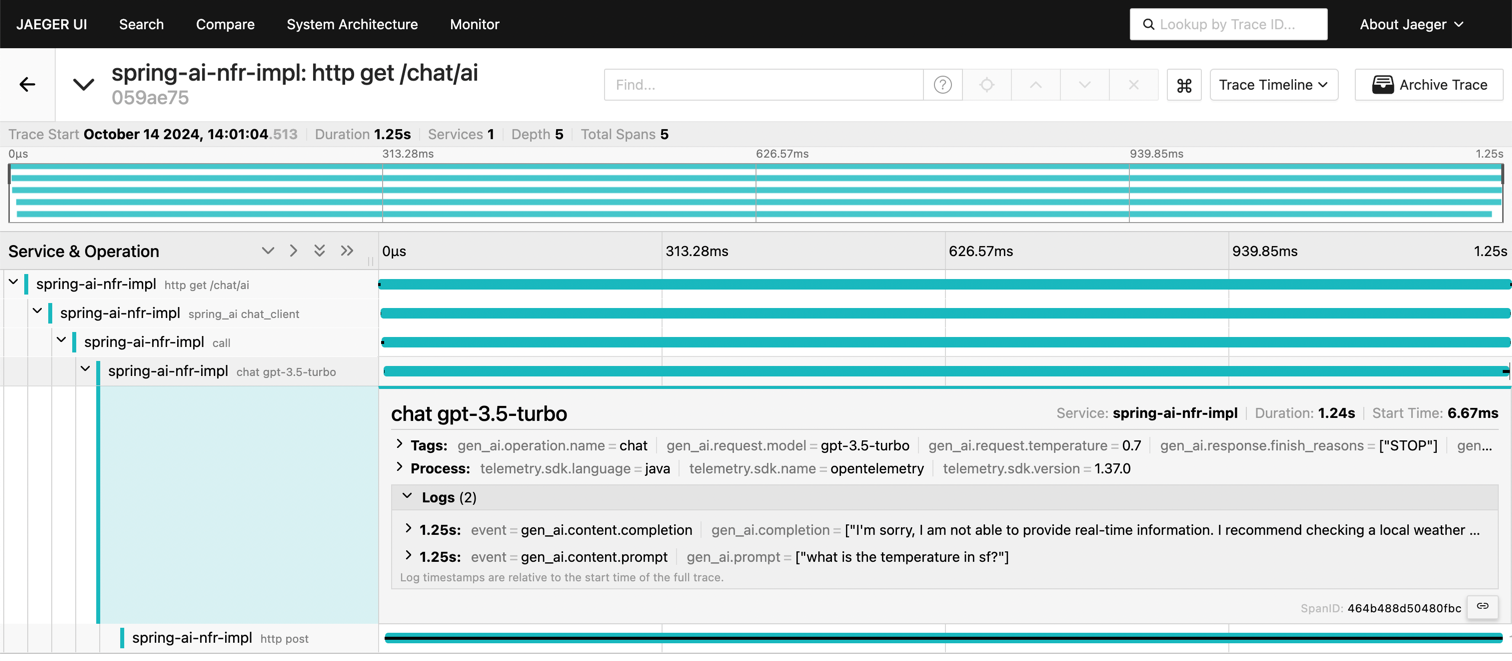 JAEGER UI Search Compare System Architecture Monitor Lookup by Trace ID... About Jaeger
spring-ai-nfr-impl: http get /chat/ai
059ae75
Find... Trace Timeline Archive Trace
Trace Start October 14 2024, 14:01:04.513 Duration 1.25s Services 1 Depth 5 Total Spans 5
0μs 313.28ms 626.57ms 939.85ms 1.25s
Service & Operation 0μs 313.28ms 626.57ms 939.85ms 1.25s
spring-ai-nfr-impl http get /chat/ai
spring-ai-nfr-impl spring_ai chat_client
spring-ai-nfr-impl call
spring-ai-nfr-impl chat gpt-3.5-turbo
chat gpt-3.5-turbo Service: spring-ai-nfr-impl Duration: 1.24s Start Time: 6.67ms
Tags: gen_ai.operation.name = chat gen_ai.request.model = gpt-3.5-turbo gen_ai.request.temperature = 0.7 gen_ai.response.finish_reasons = ["STOP"] gen...
Process: telemetry.sdk.language = java telemetry.sdk.name = opentelemetry telemetry.sdk.version = 1.37.0
Logs (2)
1.25s: event = gen_ai.content.completion gen_ai.completion = ["I'm sorry, I am not able to provide real-time information. I recommend checking a local weather ...
1.25s: event = gen_ai.content.prompt gen_ai.prompt = ["what is the temperature in sf?"]
Log timestamps are relative to the start time of the full trace.
SpanID: 464b488d50480fbc
spring-ai-nfr-impl http post